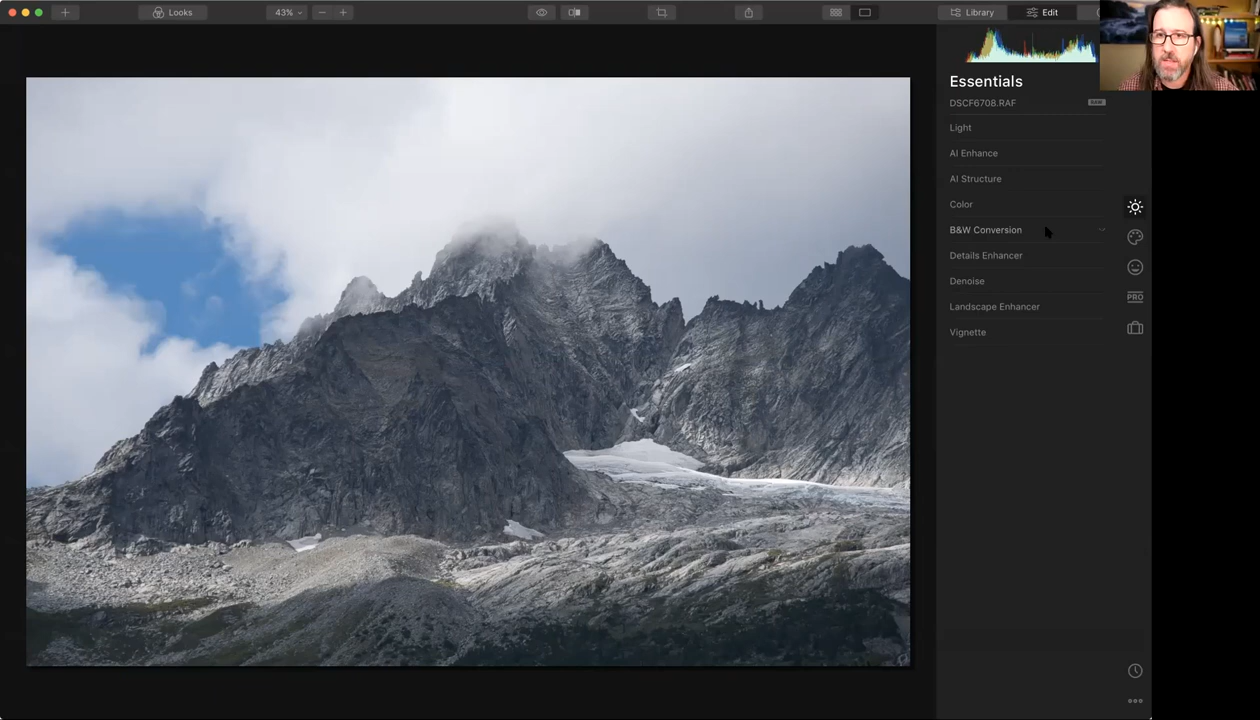 Looks
43%
Library
Edit
Essentials
DSCF6708.RAF
RAW
Light
AI Enhance
AI Structure
Color
B&W Conversion
Details Enhancer
Denoise
Landscape Enhancer
Vignette
PRO